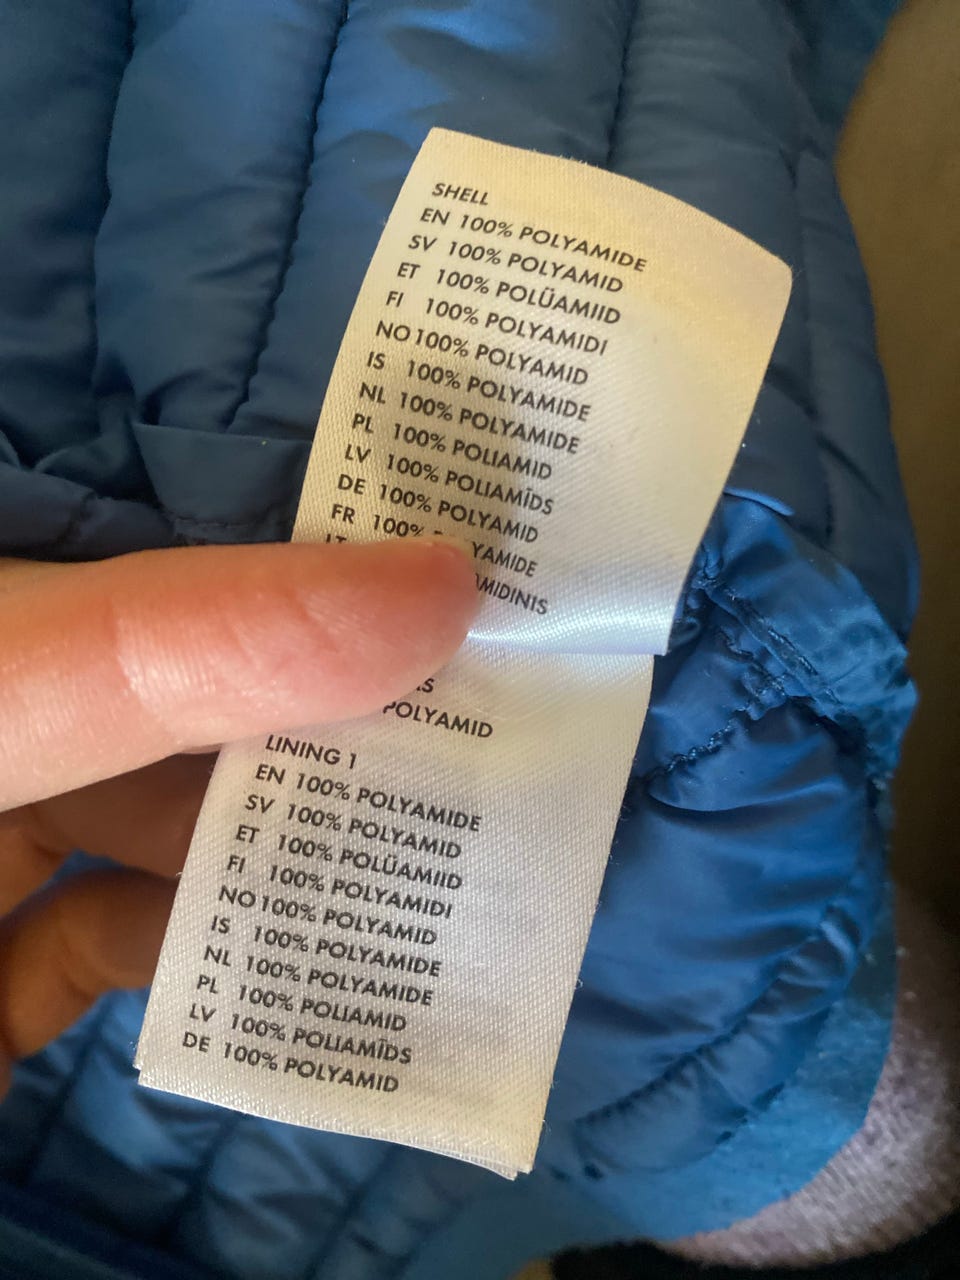 SHELL
EN 100% POLYAMIDE
SV 100% POLYAMID
ET 100% POLÜAMIID
FI 100% POLYAMIDI
NO 100% POLYAMID
IS 100% POLYAMIDE
NL 100% POLYAMIDE
PL 100% POLIAMID
LV 100% POLIAMĪDS
DE 100% POLYAMID
FR 100% YAMIDE
AMIDINIS
POLYAMID
LINING 1
EN 100% POLYAMIDE
SV 100% POLYAMID
ET 100% POLÜAMIID
FI 100% POLYAMIDI
NO 100% POLYAMID
IS 100% POLYAMIDE
NL 100% POLYAMIDE
PL 100% POLIAMID
LV 100% POLIAMĪDS
DE 100% POLYAMID